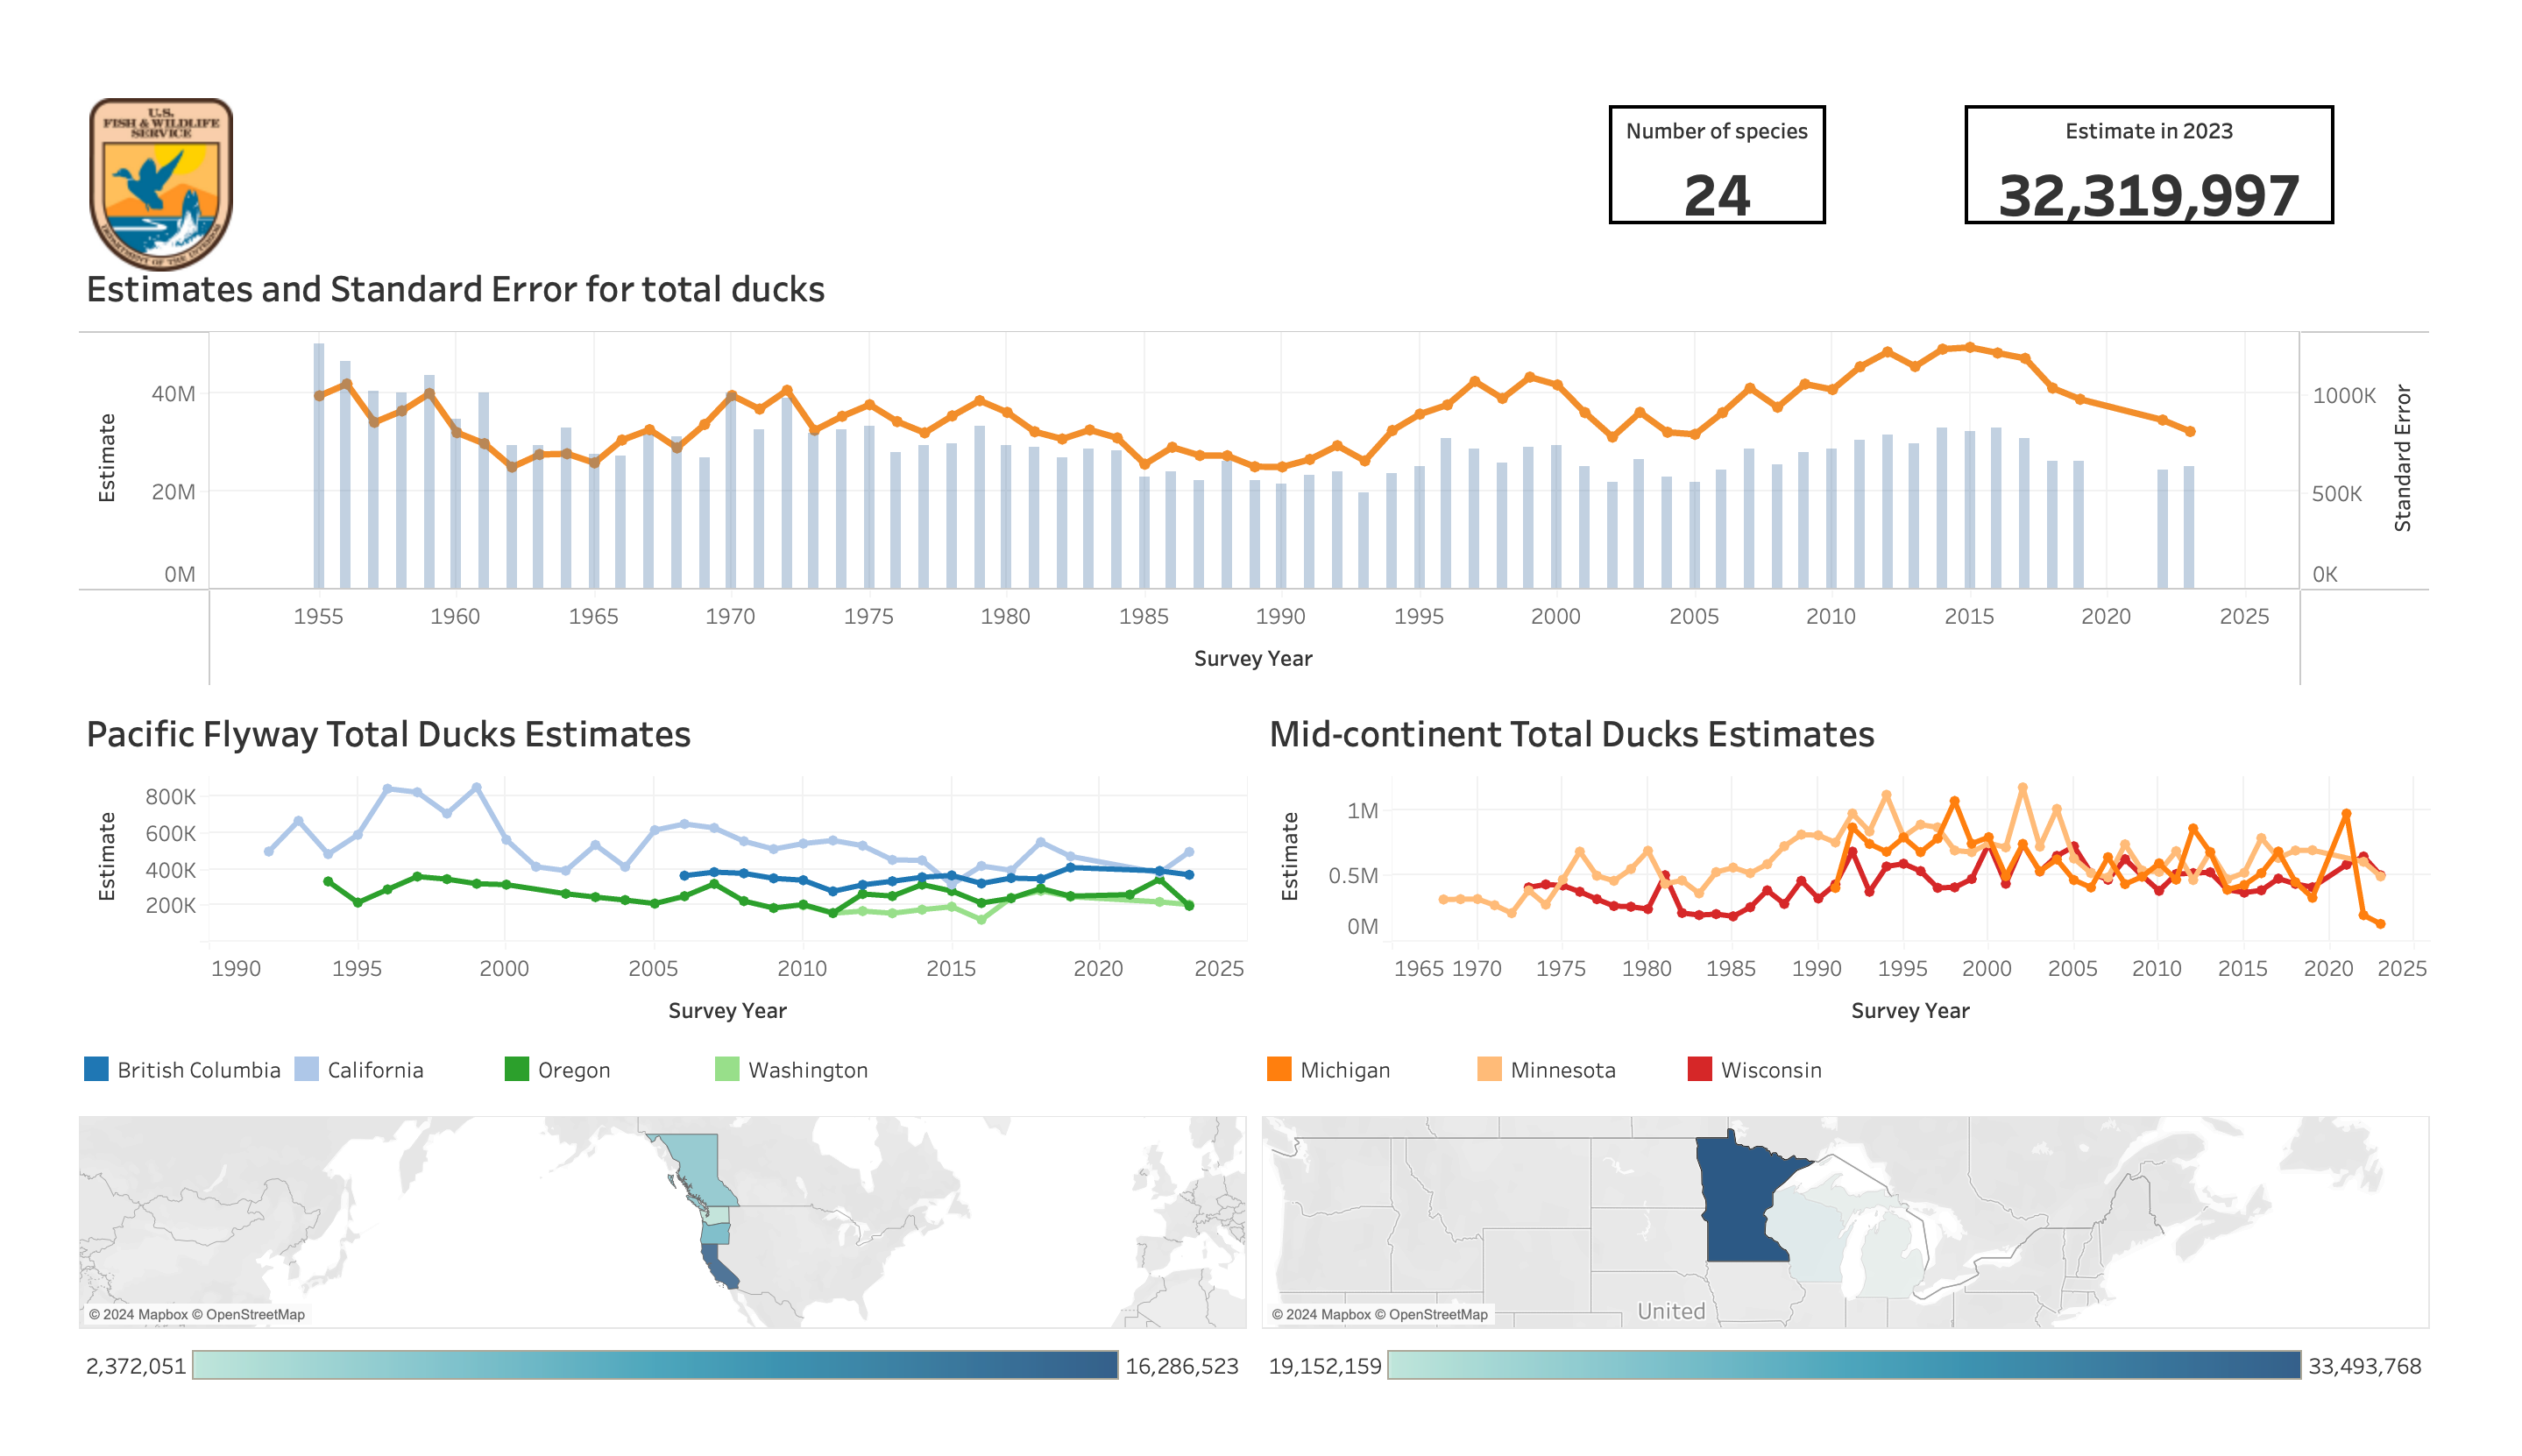 U.S.
FISH & WILDLIFE
SERVICE
DEPARTMENT OF THE INTERIOR
Number of species
24
Estimate in 2023
32,319,997
Estimates and Standard Error for total ducks
Estimate
40M
20M
0M
1000K
500K
0K
Standard Error
1955 1960 1965 1970 1975 1980 1985 1990 1995 2000 2005 2010 2015 2020 2025
Survey Year
Pacific Flyway Total Ducks Estimates
Estimate
800K
600K
400K
200K
1990 1995 2000 2005 2010 2015 2020 2025
Survey Year
British Columbia California Oregon Washington
Mid-continent Total Ducks Estimates
Estimate
1M
0.5M
0M
1965 1970 1975 1980 1985 1990 1995 2000 2005 2010 2015 2020 2025
Survey Year
Michigan Minnesota Wisconsin
© 2024 Mapbox © OpenStreetMap
2,372,051 16,286,523
United
© 2024 Mapbox © OpenStreetMap
19,152,159 33,493,768